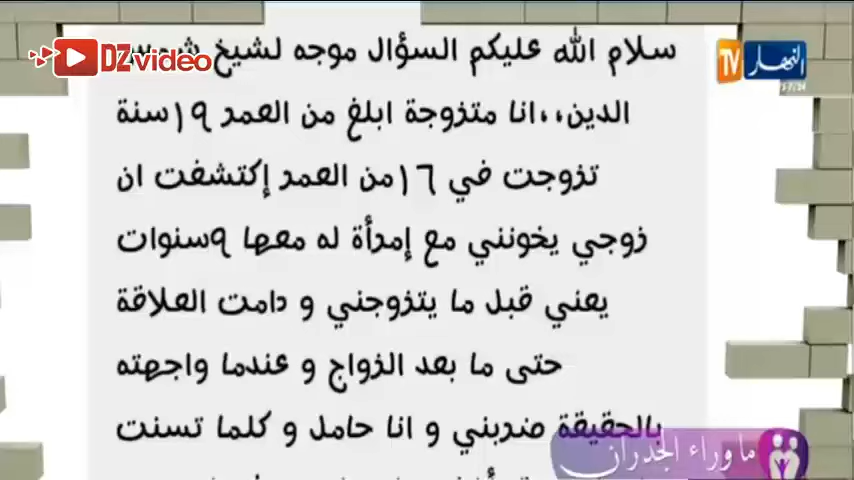 سلام الله عليكم السؤال موجه لشيخ
الدين،،انا متزوجة ابلغ من العمر ١٩سنة
تزوجت في ١٦من العمر إكتشفت ان
زوجي يخونني مع إمرأة له معها ٩سنوات
يعني قبل ما يتزوجني و دامت العلاقة
حتى ما بعد الزواج و عندما واجهته
بالحقيقة ضربني و انا حامل و كلما تسنت
DZvideo
النهار TV
ما وراء الجدران